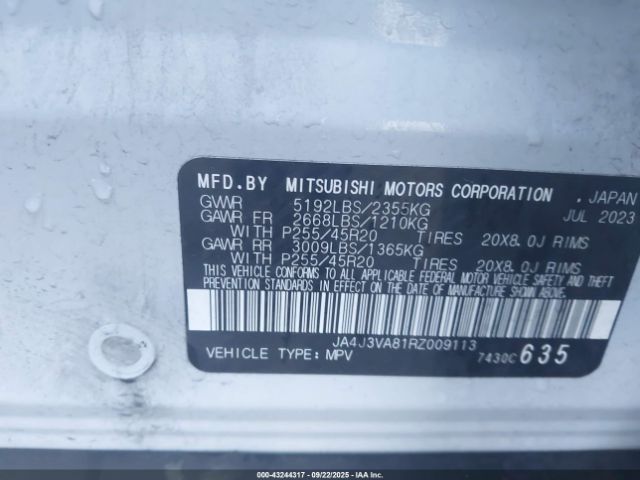 MFD.BY MITSUBISHI MOTORS CORPORATION . JAPAN
GVWR 5192LBS/2355KG JUL 2023
GAWR FR 2668LBS/1210KG
WITH P255/45R20 TIRES 20X8.0J RIMS
GAWR RR 3009LBS/1365KG
WITH P255/45R20 TIRES 20X8.0J RIMS
THIS VEHICLE CONFORMS TO ALL APPLICABLE FEDERAL MOTOR VEHICLE SAFETY AND THEFT
PREVENTION STANDARDS IN EFFECT ON THE DATE OF MANUFACTURE SHOWN ABOVE.
JA4J3VA81RZ009113
VEHICLE TYPE:MPV 7430C 635
000-43244317 - 09/22/2025 - IAAI.COM